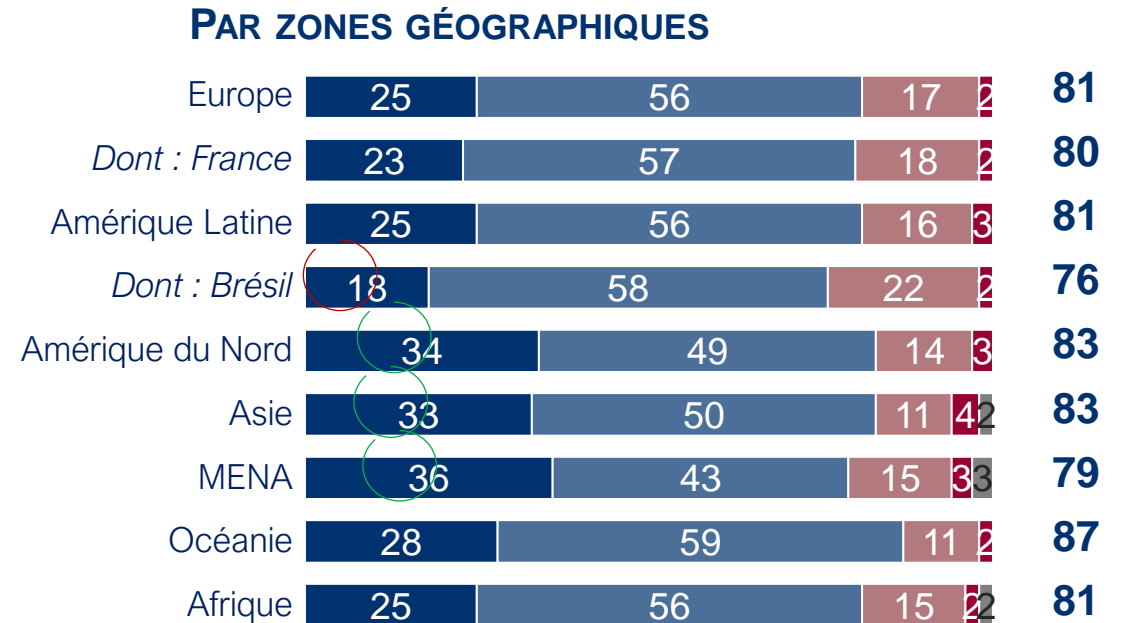 PAR ZONES GÉOGRAPHIQUES
Europe 25 56 17 2 81
Dont : France 23 57 18 2 80
Amérique Latine 25 56 16 3 81
Dont : Brésil 18 58 22 2 76
Amérique du Nord 34 49 14 3 83
Asie 33 50 11 4 2 83
MENA 36 43 15 3 3 79
Océanie 28 59 11 2 87
Afrique 25 56 15 2 2 81